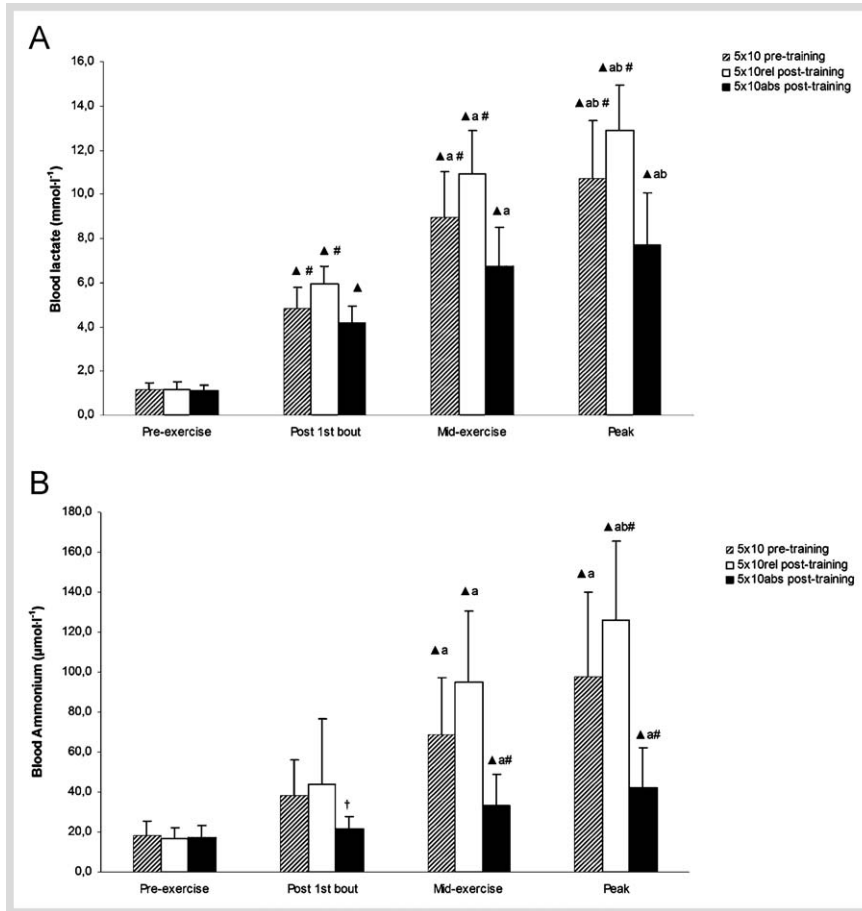 A
16,0
14,0
12,0
10,0
8,0
6,0
4,0
2,0
0,0
Blood lactate (mmol·l⁻¹)
5x10 pre-training
5x10rel post-training
5x10abs post-training
▲ #
▲ #
▲
▲a #
▲a #
▲a
▲ab #
▲ab #
▲ab
Pre-exercise Post 1st bout Mid-exercise Peak
B
180,0
160,0
140,0
120,0
100,0
80,0
60,0
40,0
20,0
0,0
Blood Ammonium (µmol·l⁻¹)
5x10 pre-training
5x10rel post-training
5x10abs post-training
†
▲a
▲a
▲a#
▲a
▲ab#
▲a#
Pre-exercise Post 1st bout Mid-exercise Peak